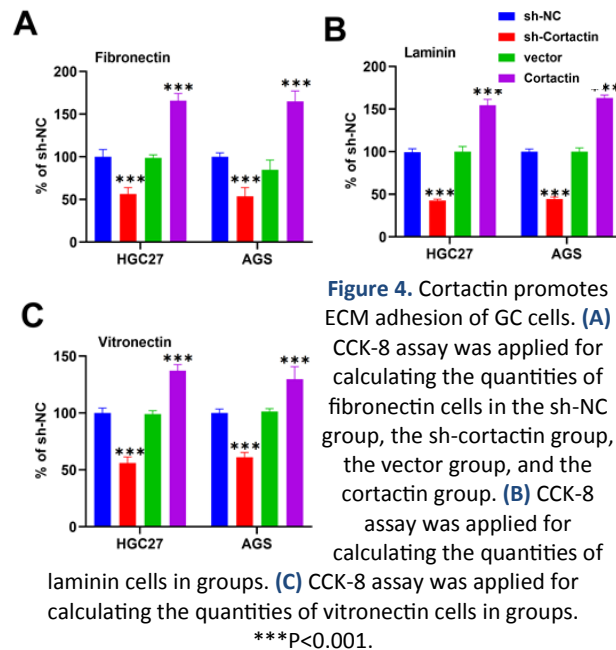 A
Fibronectin
200
150
100
50
0
% of sh-NC
***
***
***
***
HGC27
AGS
B
sh-NC
sh-Cortactin
vector
Cortactin
Laminin
200
150
100
50
0
% of sh-NC
***
***
***
***
HGC27
AGS
C
Vitronectin
150
100
50
0
% of sh-NC
***
***
***
***
HGC27
AGS
Figure 4. Cortactin promotes
ECM adhesion of GC cells. (A)
CCK-8 assay was applied for
calculating the quantities of
fibronectin cells in the sh-NC
group, the sh-cortactin group,
the vector group, and the
cortactin group. (B) CCK-8
assay was applied for
calculating the quantities of
laminin cells in groups. (C) CCK-8 assay was applied for
calculating the quantities of vitronectin cells in groups.
***P<0.001.